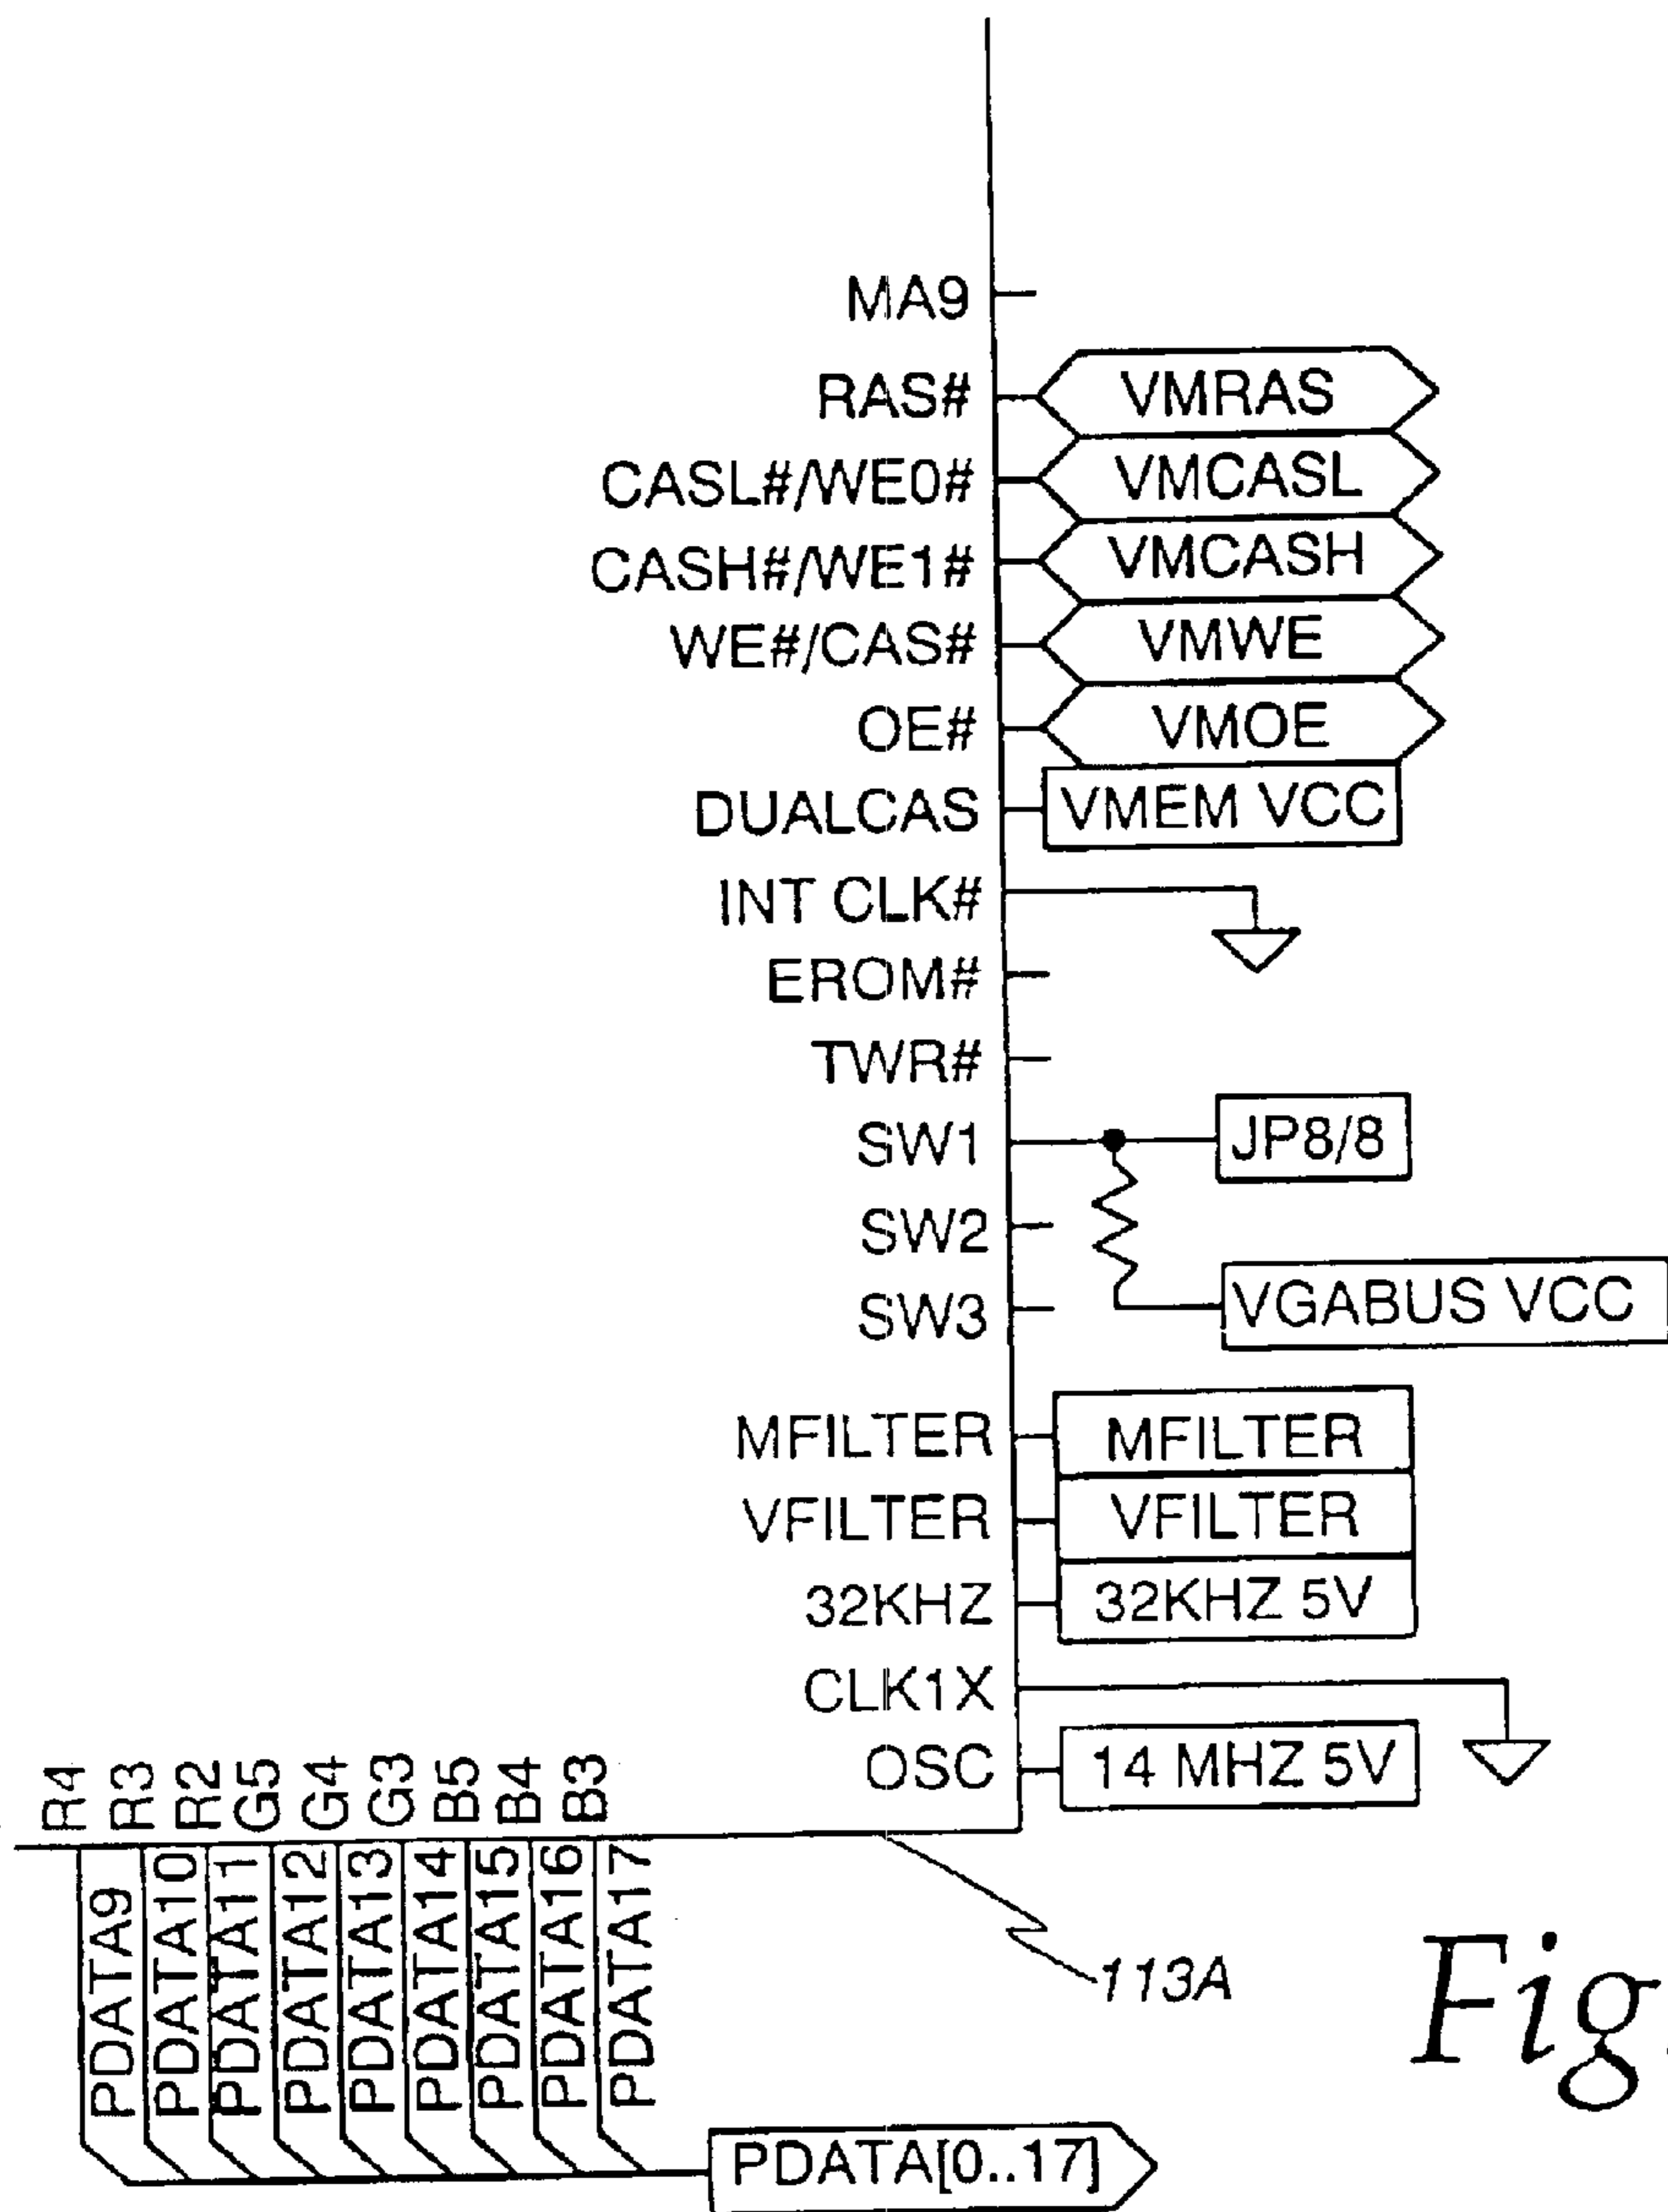 MA9
RAS# VMRAS
CASL#/WE0# VMCASL
CASH#/WE1# VMCASH
WE#/CAS# VMWE
OE# VMOE
DUALCAS VMEM VCC
INT CLK#
EROM#
TWR#
SW1 JP8/8
SW2
SW3 VGABUS VCC
MFILTER MFILTER
VFILTER VFILTER
32KHZ 32KHZ 5V
CLK1X
OSC 14 MHZ 5V
R4 R3 R2 G5 G4 G3 B5 B4 B3
PDATA9 PDATA10 PDATA11 PDATA12 PDATA13 PDATA14 PDATA15 PDATA16 PDATA17
113A
Fig.
PDATA[0..17]